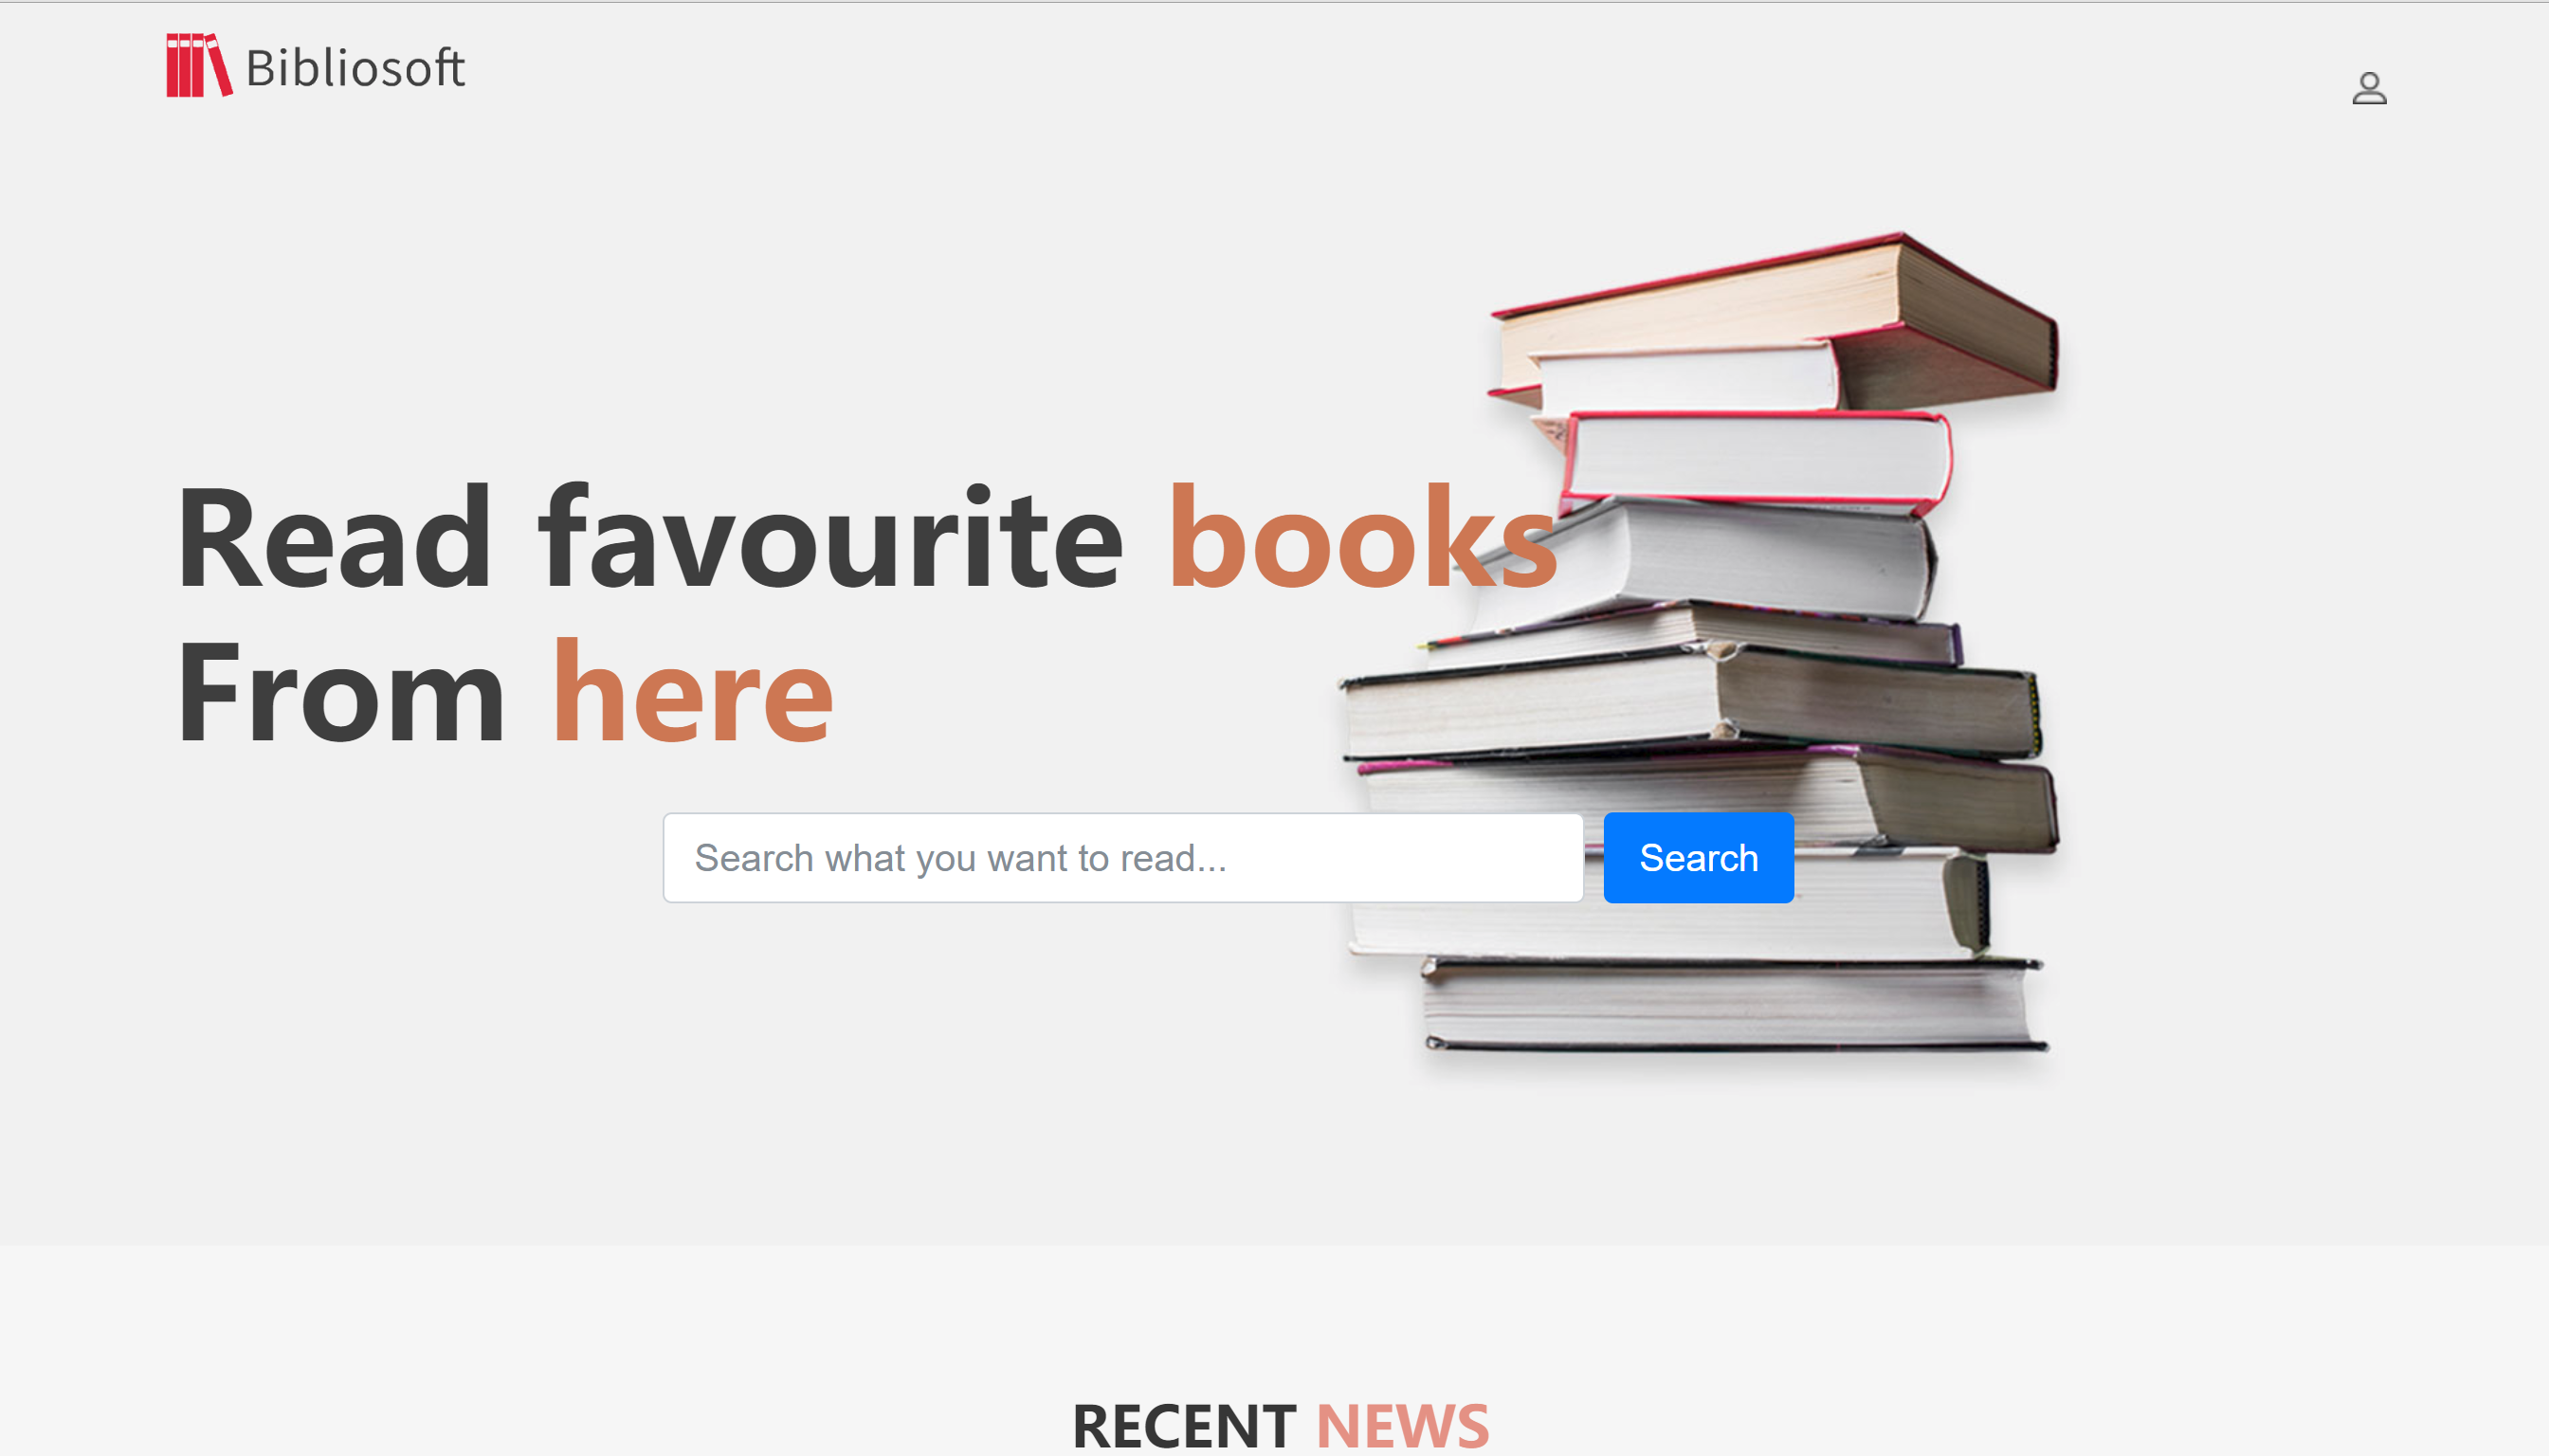 Bibliosoft
Read favourite books
From here
Search what you want to read...
Search
RECENT NEWS